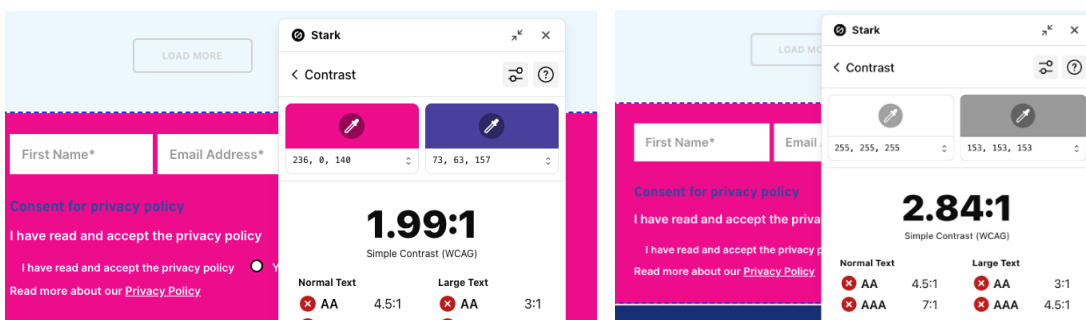 LOAD MORE
Stark
Contrast
First Name*
Email Address*
236, 0, 140
73, 63, 157
Consent for privacy policy
I have read and accept the privacy policy
I have read and accept the privacy policy
Read more about our Privacy Policy
1.99:1
Simple Contrast (WCAG)
Normal Text
Large Text
AA 4.5:1
AA 3:1
LOAD MO
Stark
Contrast
First Name*
Email
255, 255, 255
153, 153, 153
Consent for privacy policy
I have read and accept the priva
I have read and accept the privacy p
Read more about our Privacy Policy
2.84:1
Simple Contrast (WCAG)
Normal Text
Large Text
AA 4.5:1
AA 3:1
AAA 7:1
AAA 4.5:1